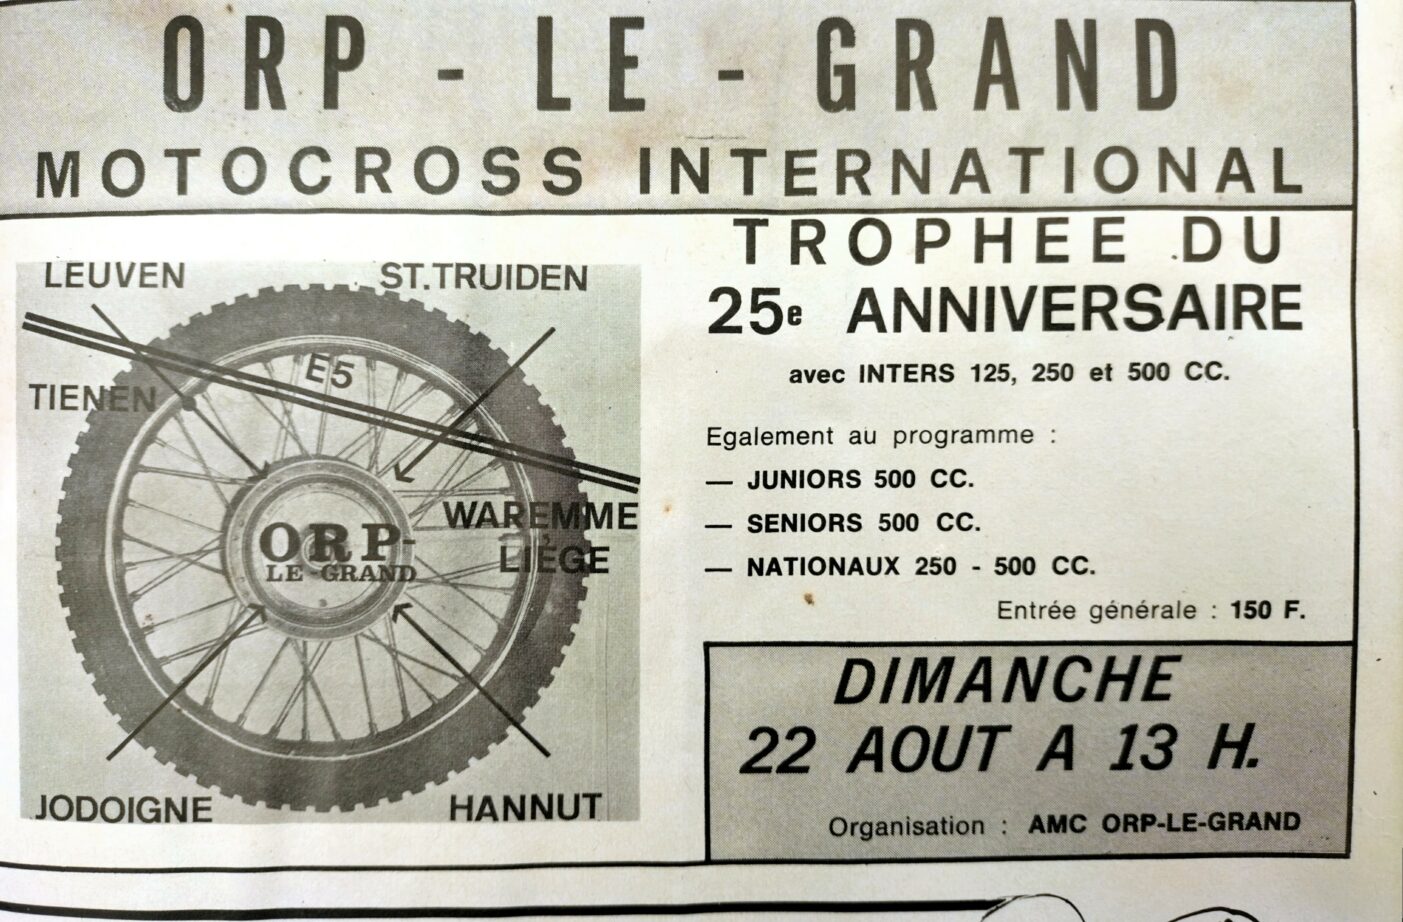 ORP - LE - GRAND
MOTOCROSS INTERNATIONAL
LEUVEN
ST.TRUIDEN
E5
TIENEN
WAREMME
LIÈGE
ORP-
LE GRAND
JODOIGNE
HANNUT
TROPHEE DU
25e ANNIVERSAIRE
avec INTERS 125, 250 et 500 CC.
Egalement au programme :
— JUNIORS 500 CC.
— SENIORS 500 CC.
— NATIONAUX 250 - 500 CC.
Entrée générale : 150 F.
DIMANCHE
22 AOUT A 13 H.
Organisation : AMC ORP-LE-GRAND